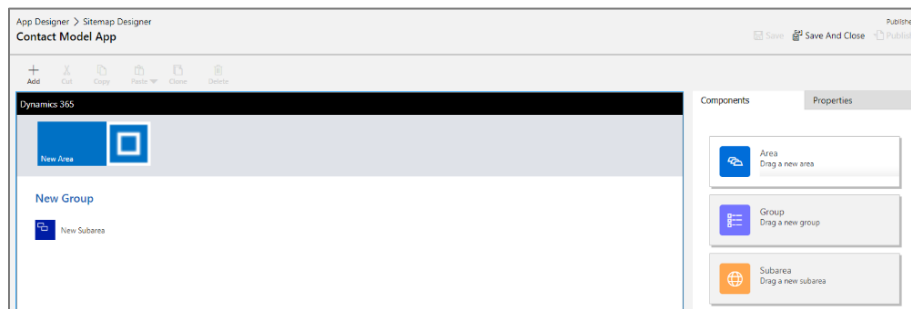 App Designer > Sitemap Designer
Contact Model App
Publishe
Save Save And Close Publish
Add Cut Copy Paste Clone Delete
Dynamics 365
New Area
New Group
New Subarea
Components Properties
Area
Drag a new area
Group
Drag a new group
Subarea
Drag a new subarea